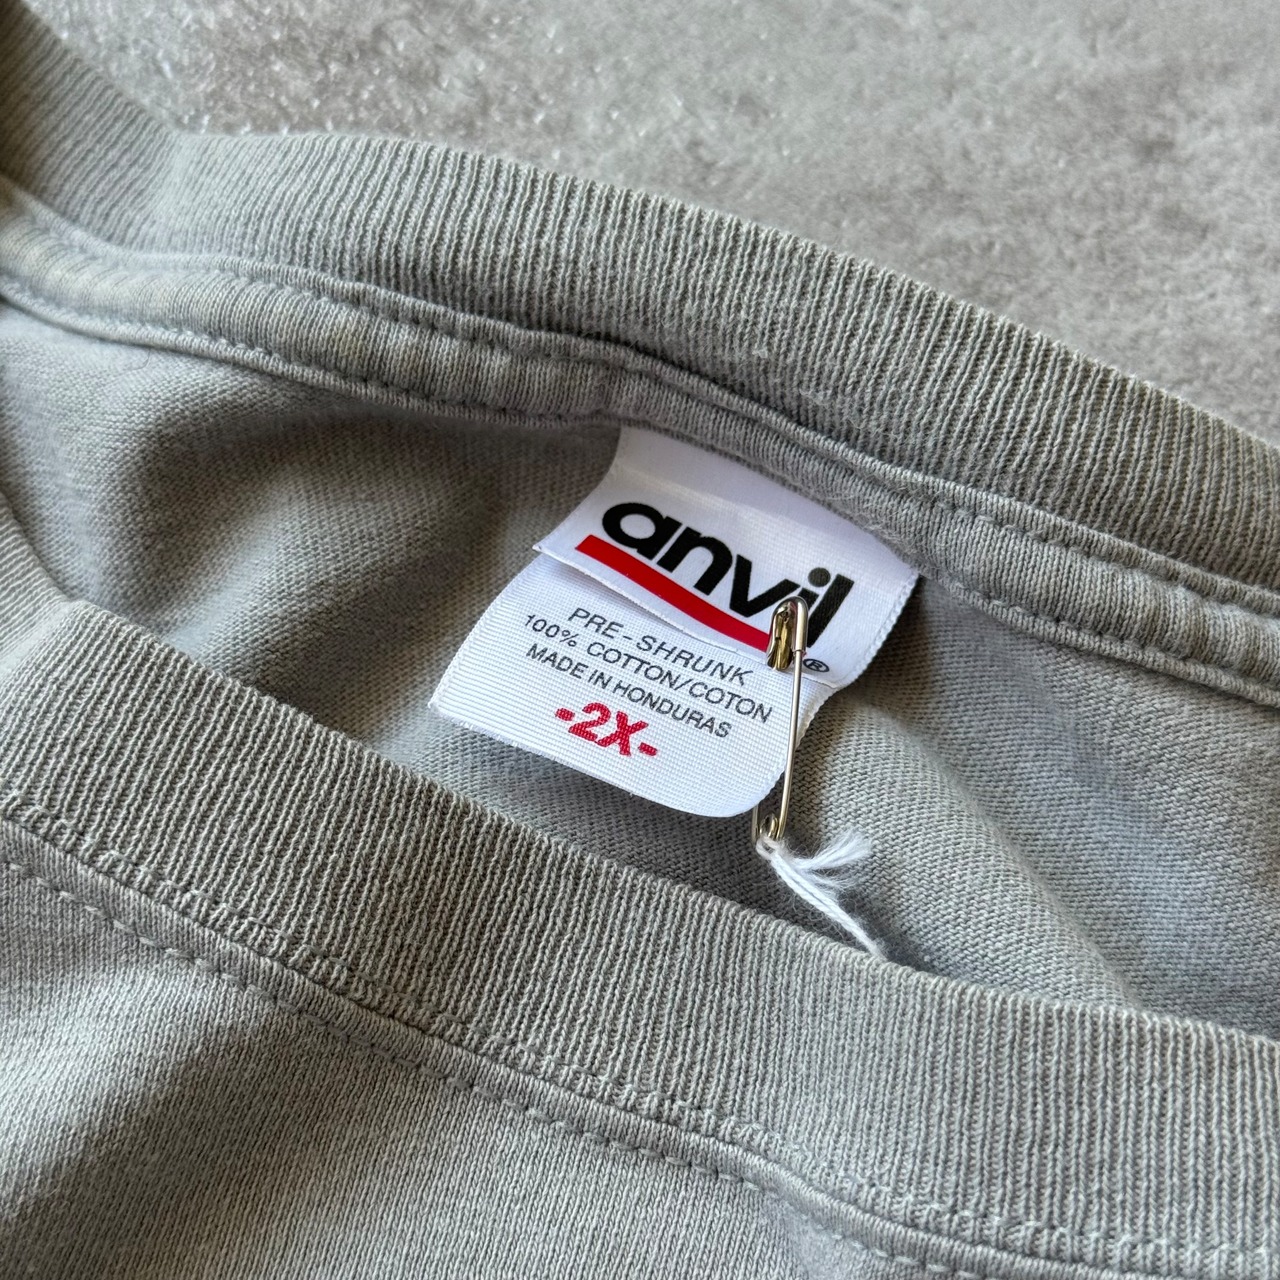 anvil®
PRE-SHRUNK
100% COTTON/COTON
MADE IN HONDURAS
-2X-